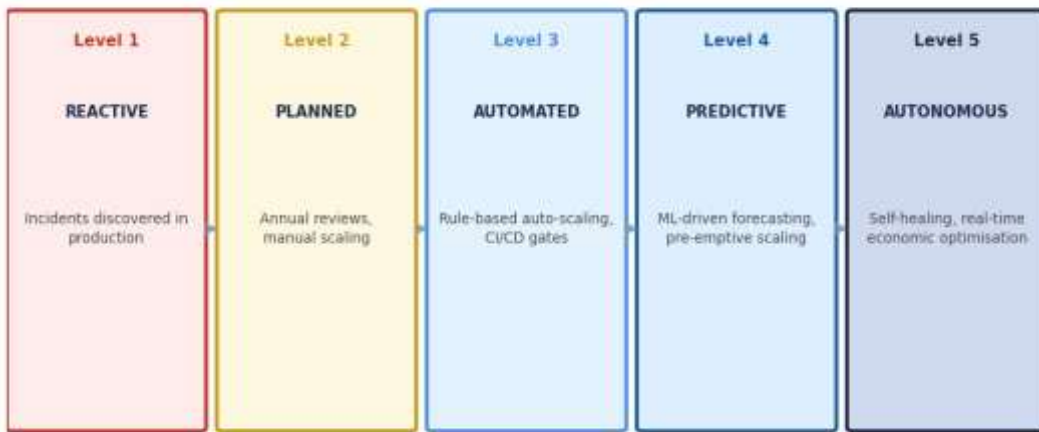 Level 1
REACTIVE
Incidents discovered in
production
Level 2
PLANNED
Annual reviews,
manual scaling
Level 3
AUTOMATED
Rule-based auto-scaling,
CI/CD gates
Level 4
PREDICTIVE
ML-driven forecasting,
pre-emptive scaling
Level 5
AUTONOMOUS
Self-healing, real-time
economic optimisation